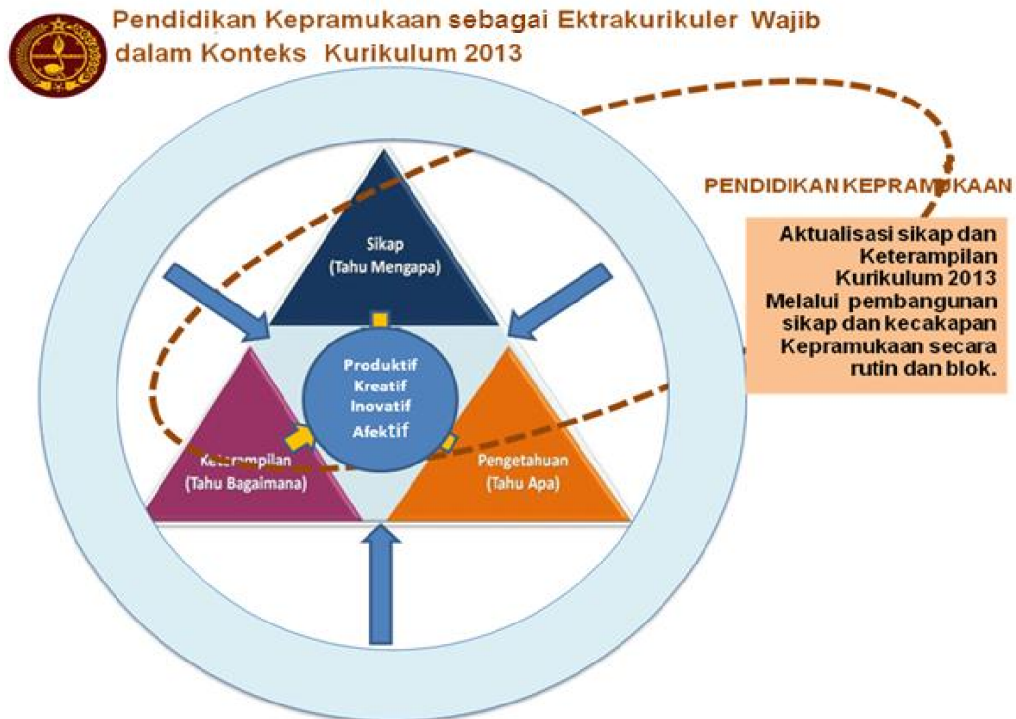 Pendidikan Kepramukaan sebagai Ektrakurikuler Wajib
dalam Konteks Kurikulum 2013
PENDIDIKAN KEPRAMUKAAN
Aktualisasi sikap dan
Keterampilan
Kurikulum 2013
Melalui pembangunan
sikap dan kecakapan
Kepramukaan secara
rutin dan blok.
Sikap
(Tahu Mengapa)
Produktif
Kreatif
Inovatif
Afektif
Keterampilan
(Tahu Bagaimana)
Pengetahuan
(Tahu Apa)